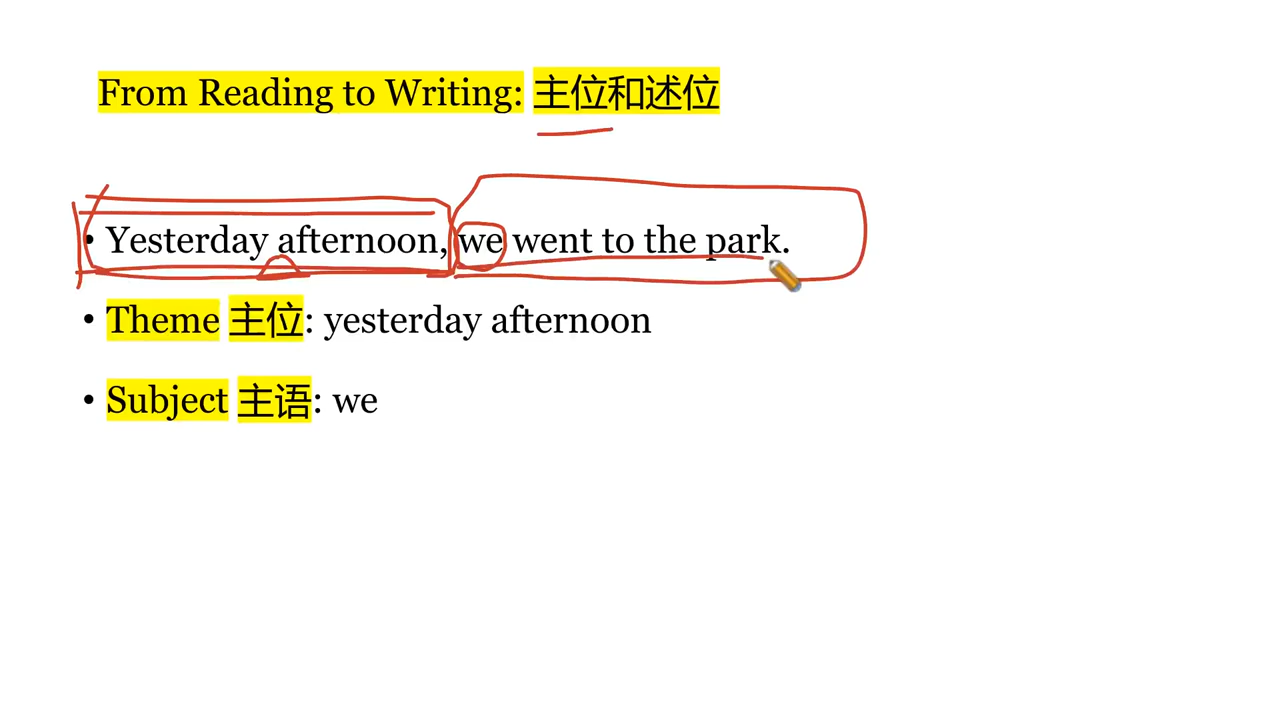 From Reading to Writing: 主位和述位
• Yesterday afternoon, we went to the park.
• Theme 主位: yesterday afternoon
• Subject 主语: we